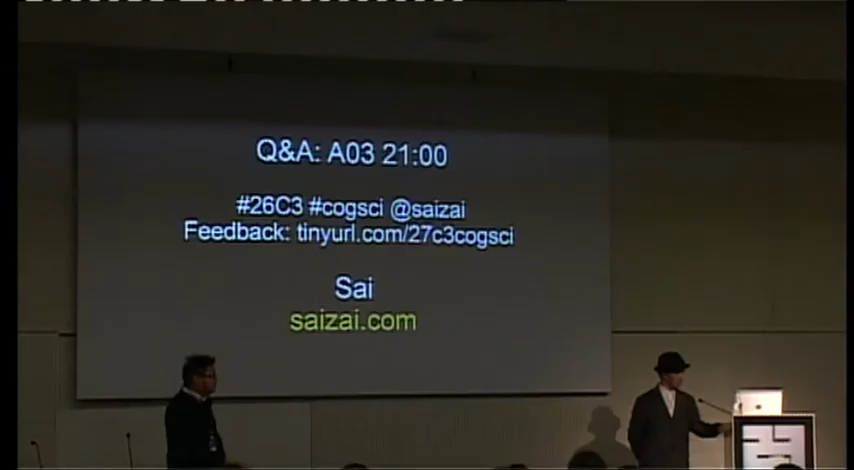 Q&A: A03 21:00
#26C3 #cogsci @saizai
Feedback: tinyurl.com/27c3cogsci
Sai
saizai.com